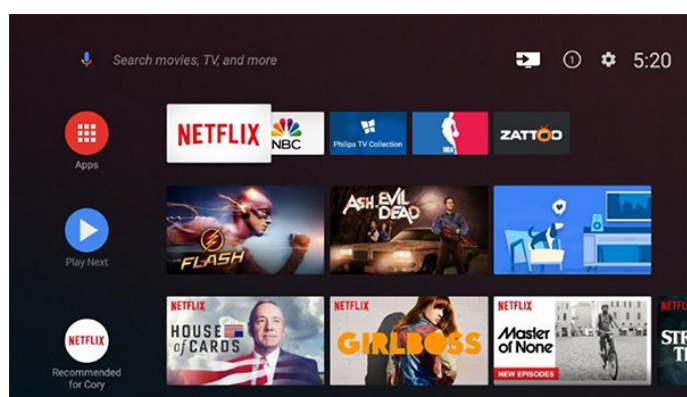 Search movies, TV, and more
1
5:20
Apps
NETFLIX
NBC
Philips TV Collection
NBA
ZATTOO
Play Next
THE FLASH
ASH VS EVIL DEAD
NETFLIX
Recommended
for Cory
NETFLIX
HOUSE
of CARDS
NETFLIX
GIRLBOSS
NETFLIX
Master
of None
NEW EPISODES